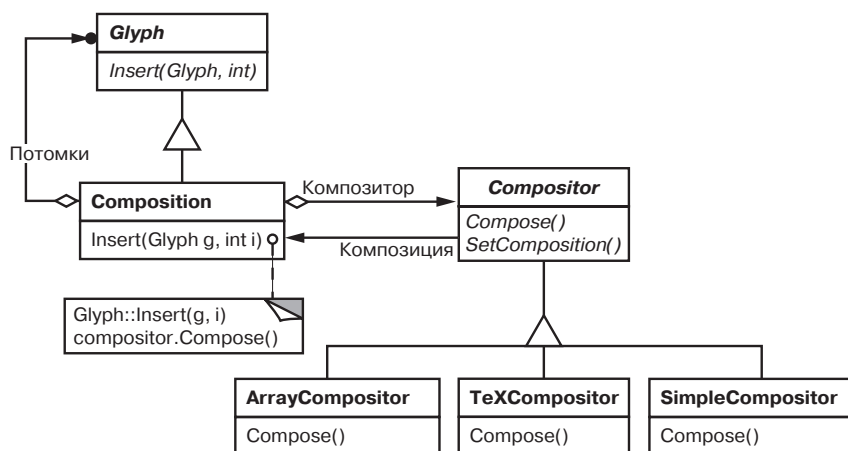 Glyph
Insert(Glyph, int)
Потомки
Composition
Insert(Glyph g, int i)
Композитор
Compositor
Compose()
SetComposition()
Композиция
Glyph::Insert(g, i)
compositor.Compose()
ArrayCompositor
Compose()
TeXCompositor
Compose()
SimpleCompositor
Compose()